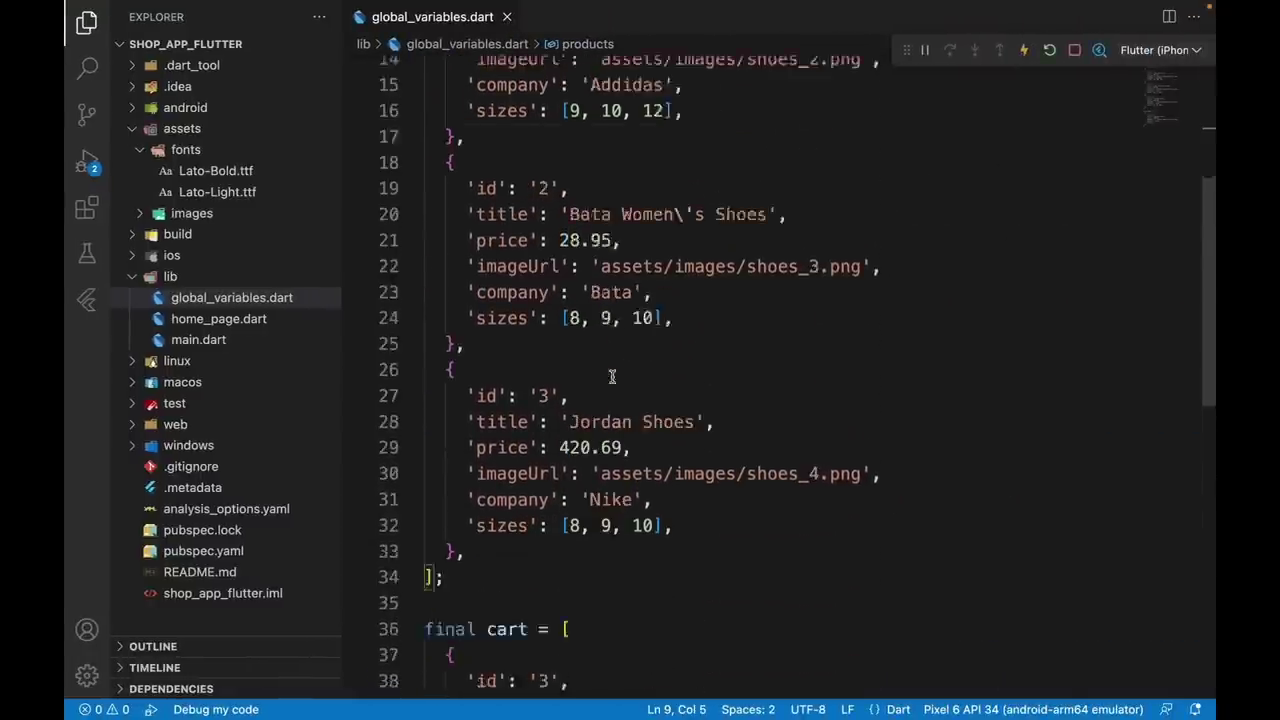 EXPLORER
global_variables.dart
SHOP_APP_FLUTTER
lib
global_variables.dart
products
Flutter (iPhon
.dart_tool
.idea
android
assets
fonts
Lato-Bold.ttf
Lato-Light.ttf
images
build
ios
lib
global_variables.dart
home_page.dart
main.dart
linux
macos
test
web
windows
.gitignore
.metadata
analysis_options.yaml
pubspec.lock
pubspec.yaml
README.md
shop_app_flutter.iml
OUTLINE
TIMELINE
DEPENDENCIES
2
14 'imageUrl': 'assets/images/shoes_2.png',
15 'company': 'Addidas',
16 'sizes': [9, 10, 12],
17 },
18 {
19 'id': '2',
20 'title': 'Bata Women\'s Shoes',
21 'price': 28.95,
22 'imageUrl': 'assets/images/shoes_3.png',
23 'company': 'Bata',
24 'sizes': [8, 9, 10],
25 },
26 {
27 'id': '3',
28 'title': 'Jordan Shoes',
29 'price': 420.69,
30 'imageUrl': 'assets/images/shoes_4.png',
31 'company': 'Nike',
32 'sizes': [8, 9, 10],
33 },
34 ];
35
36 final cart = [
37 {
38 'id': '3',
0 0 Debug my code Ln 9, Col 5 Spaces: 2 UTF-8 LF {} Dart Pixel 6 API 34 (android-arm64 emulator)